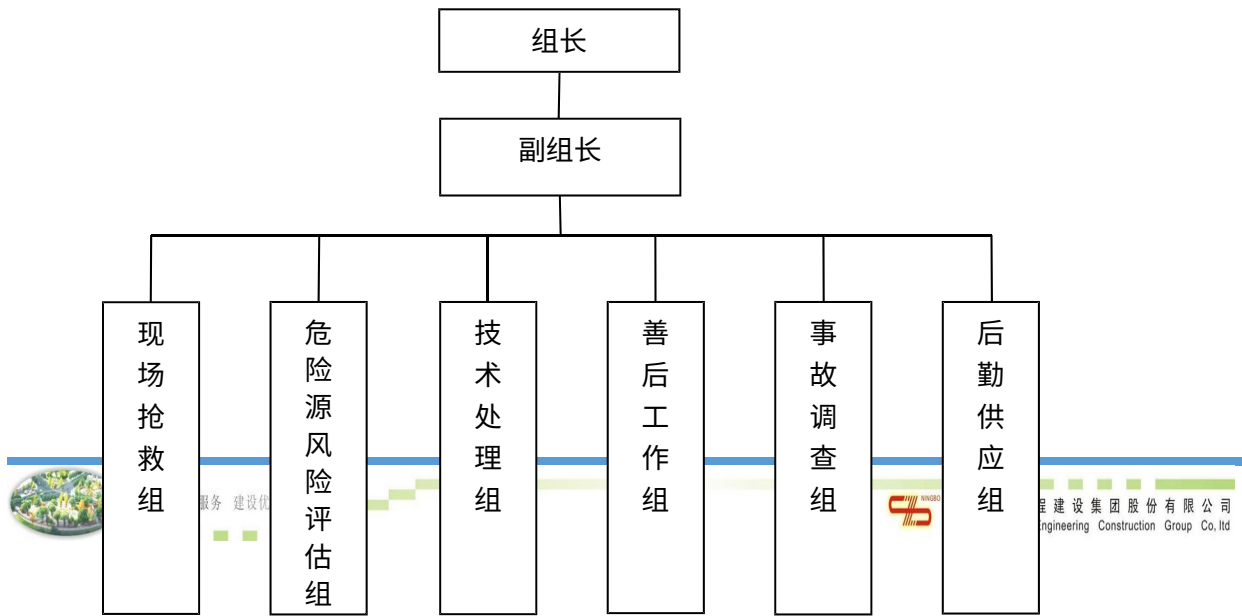 组长
副组长
现场抢救组
危险源风险评估组
技术处理组
善后工作组
事故调查组
后勤供应组
服务 建设优
NINGBO
程建设集团股份有限公司
ngineering Construction Group Co,ltd